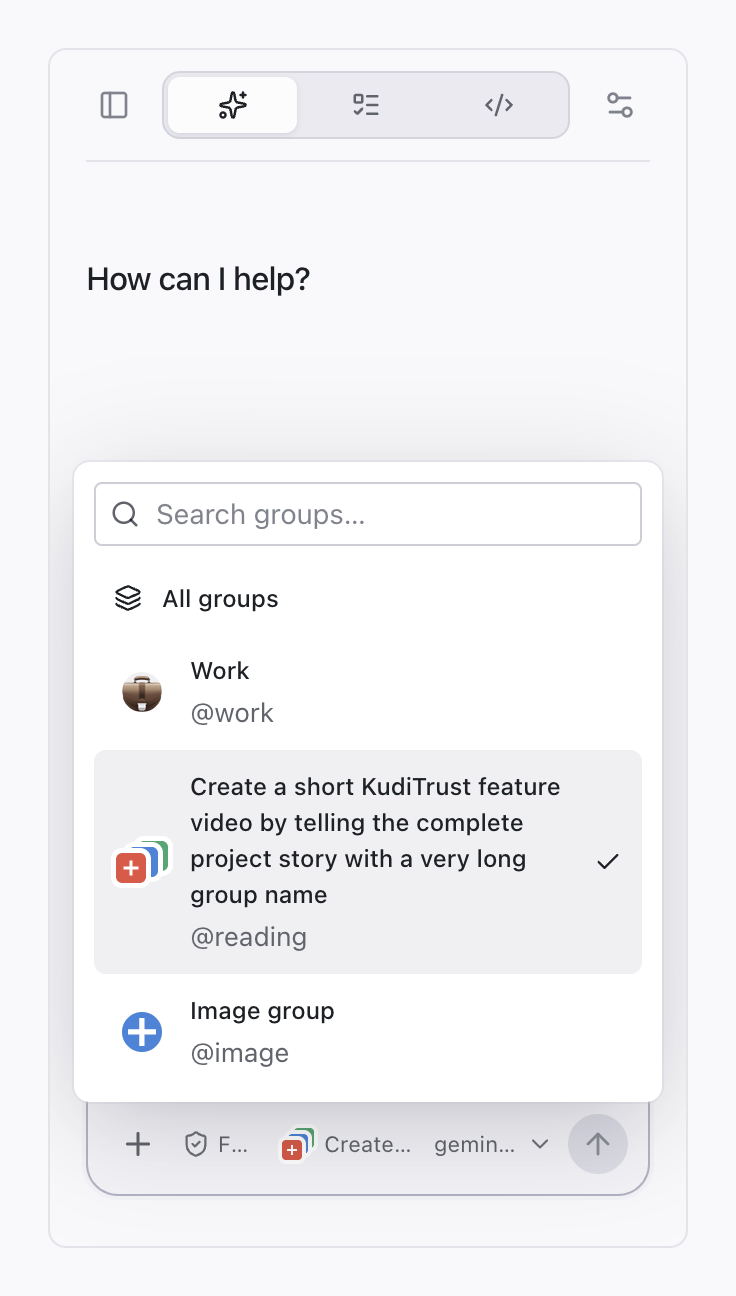 How can I help?
Search groups...
All groups
Work
@work
Create a short KudiTrust feature
video by telling the complete
project story with a very long
group name
@reading
Image group
@image
F... Create... gemin...